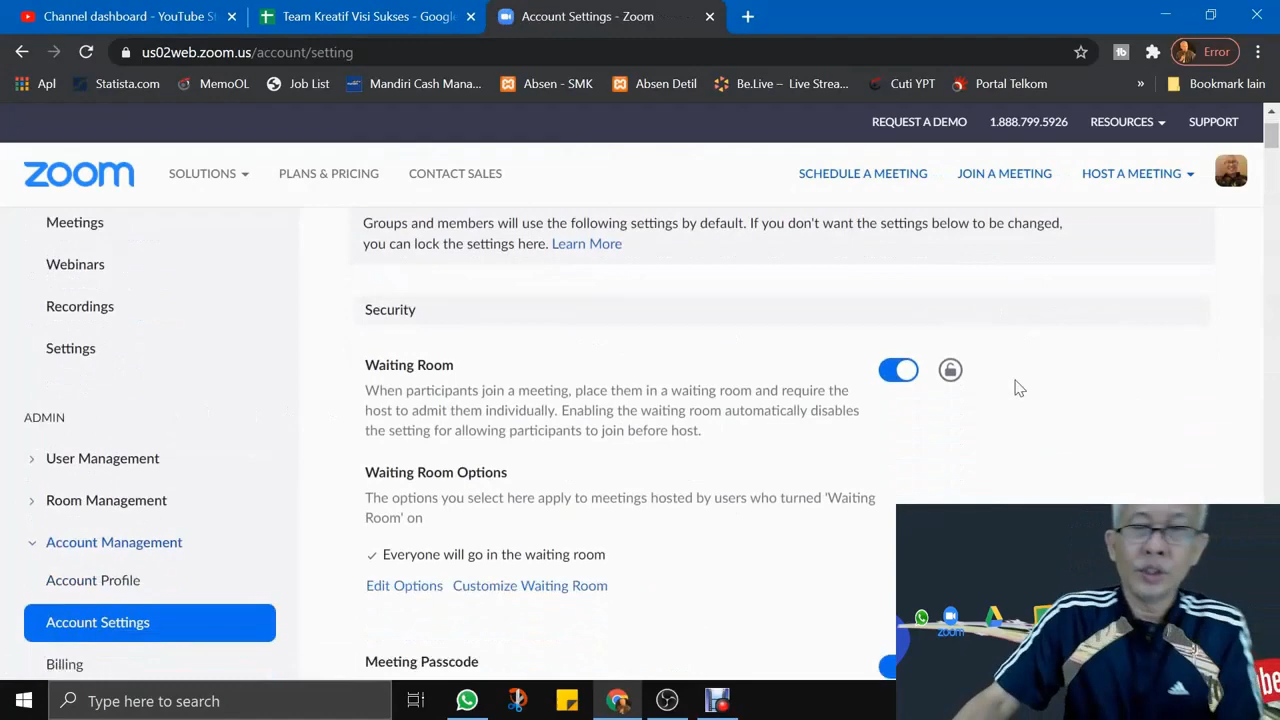 Channel dashboard - YouTube S
Team Kreatif Visi Sukses - Google
Account Settings - Zoom
us02web.zoom.us/account/setting
Error
Apl
Statista.com
MemoOL
Job List
Mandiri Cash Mana...
Absen - SMK
Absen Detil
Be.Live – Live Strea...
Cuti YPT
Portal Telkom
»
Bookmark lain
REQUEST A DEMO
1.888.799.5926
RESOURCES
SUPPORT
zoom
SOLUTIONS
PLANS & PRICING
CONTACT SALES
SCHEDULE A MEETING
JOIN A MEETING
HOST A MEETING
Meetings
Webinars
Recordings
Settings
ADMIN
User Management
Room Management
Account Management
Account Profile
Account Settings
Billing
Groups and members will use the following settings by default. If you don't want the settings below to be changed,
you can lock the settings here. Learn More
Security
Waiting Room
When participants join a meeting, place them in a waiting room and require the
host to admit them individually. Enabling the waiting room automatically disables
the setting for allowing participants to join before host.
Waiting Room Options
The options you select here apply to meetings hosted by users who turned 'Waiting
Room' on
Everyone will go in the waiting room
Edit Options
Customize Waiting Room
Meeting Passcode
zoom
be
Type here to search